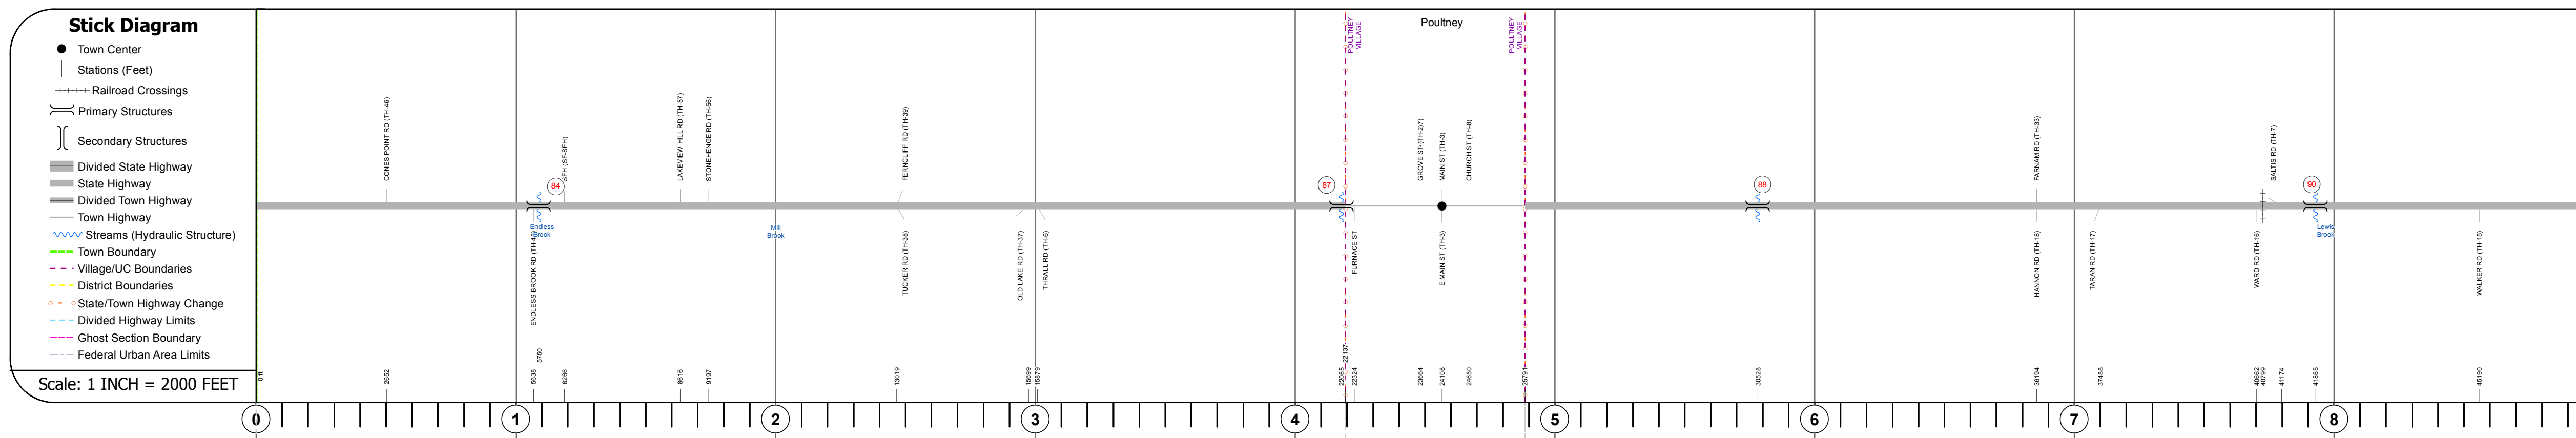 Stick Diagram
Town Center
Stations (Feet)
Railroad Crossings
Primary Structures
Secondary Structures
Divided State Highway
State Highway
Divided Town Highway
Town Highway
Streams (Hydraulic Structure)
Town Boundary
Village/UC Boundaries
District Boundaries
State/Town Highway Change
Divided Highway Limits
Ghost Section Boundary
Federal Urban Area Limits
Scale: 1 INCH = 2000 FEET
Poultney
POULTNEY
VILLAGE
POULTNEY
VILLAGE
CONES POINT RD (TH-46)
SFH (SF-SFH)
LAKEVIEW HILL RD (TH-57)
STONEHENGE RD (TH-56)
FERNCLIFF RD (TH-39)
GROVE ST-(TH-2)7)
MAIN ST (TH-3)
CHURCH ST (TH-8)
FARNAM RD (TH-33)
SALTIS RD (TH-7)
84
87
88
90
Endless
Brook
Mill
Brook
Lewis
Brook
ENDLESS BROOK RD
TUCKER RD (TH-38)
OLD LAKE RD (TH-37)
THRALL RD (TH-6)
FURNACE ST
E MAIN ST (TH-3)
HANNON RD (TH-18)
TARAN RD (TH-17)
WARD RD (TH-16)
WALKER RD (TH-15)
0 ft
2652
5638
5750
6266
8616
9197
13019
15699
15879
22065
22137
22324
23664
24108
24650
25791
30528
36194
37488
40662
40799
41174
41865
45190
0
1
2
3
4
5
6
7
8